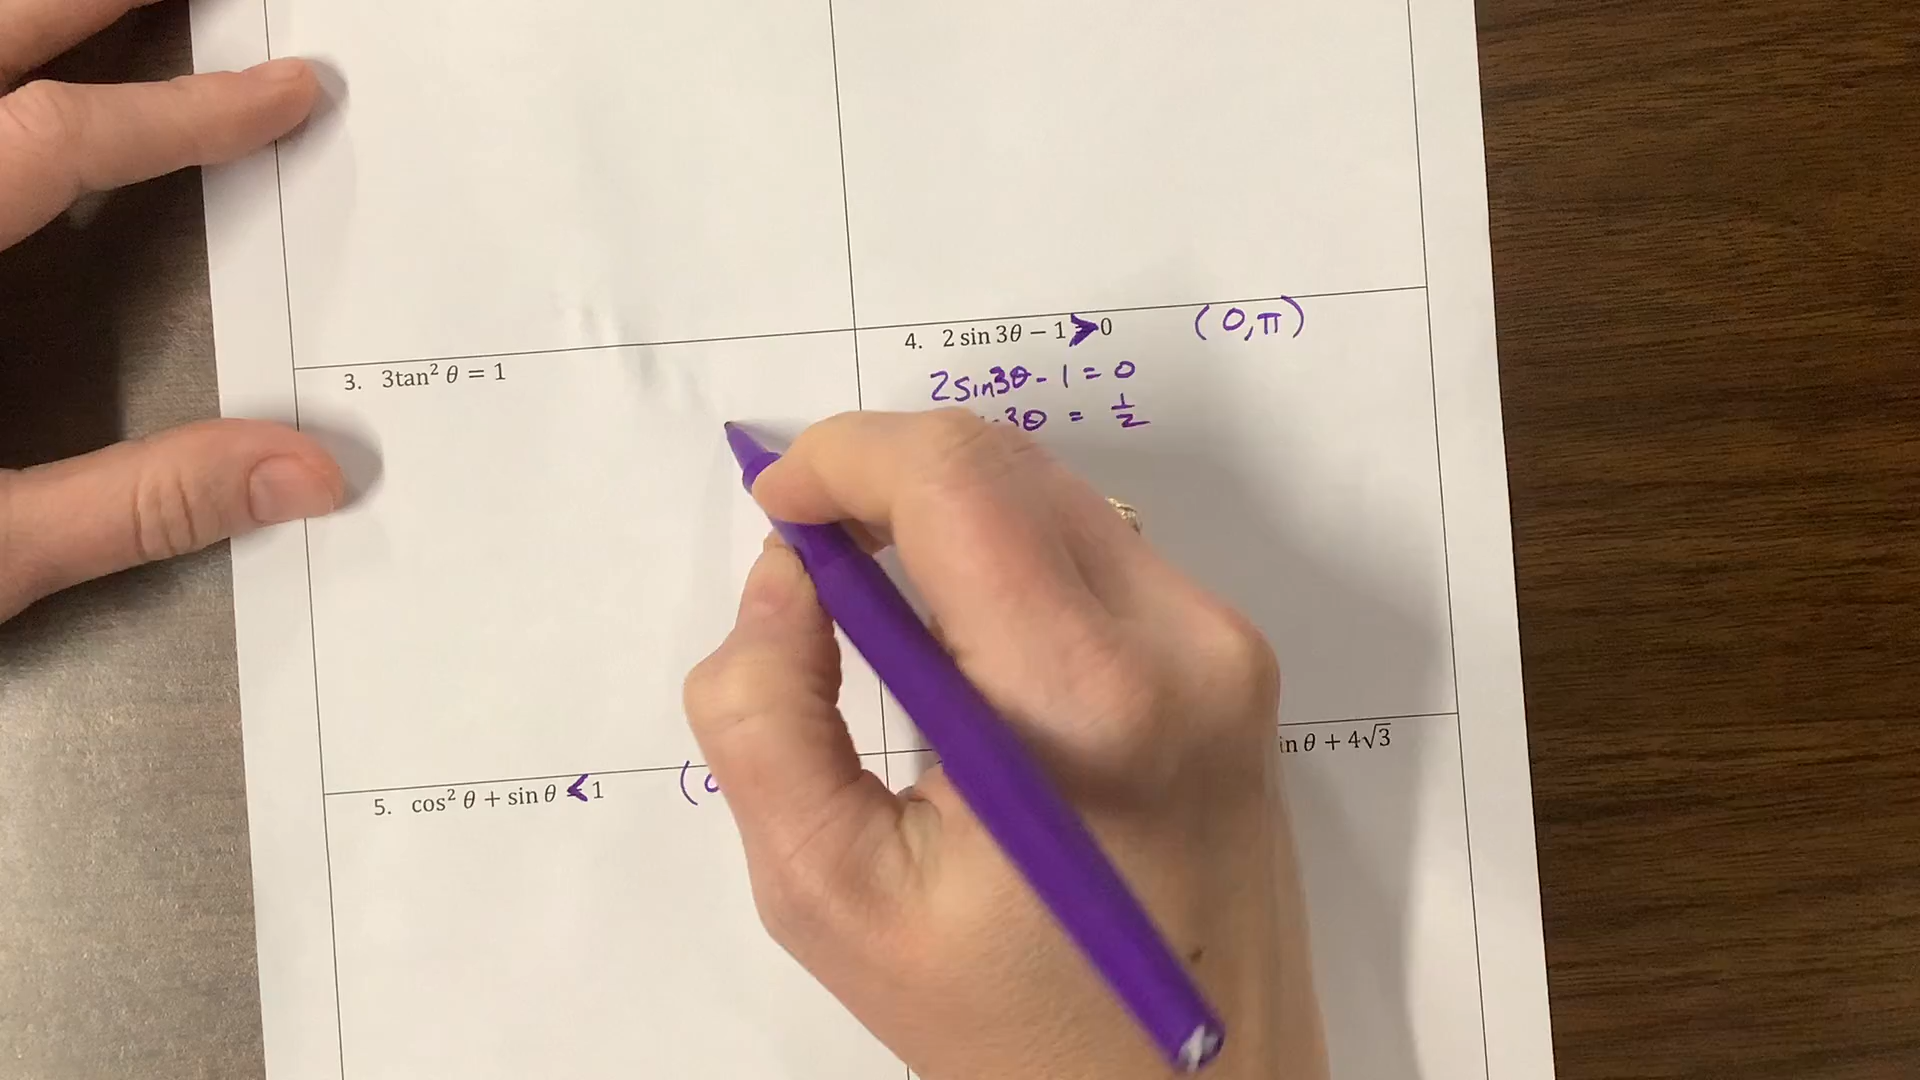 3. 3tan² θ = 1
4. 2 sin 3θ − 1 > 0 (0,π)
2sin3θ - 1 = 0
3θ = 1/2
5. cos² θ + sin θ < 1 (
in θ + 4√3